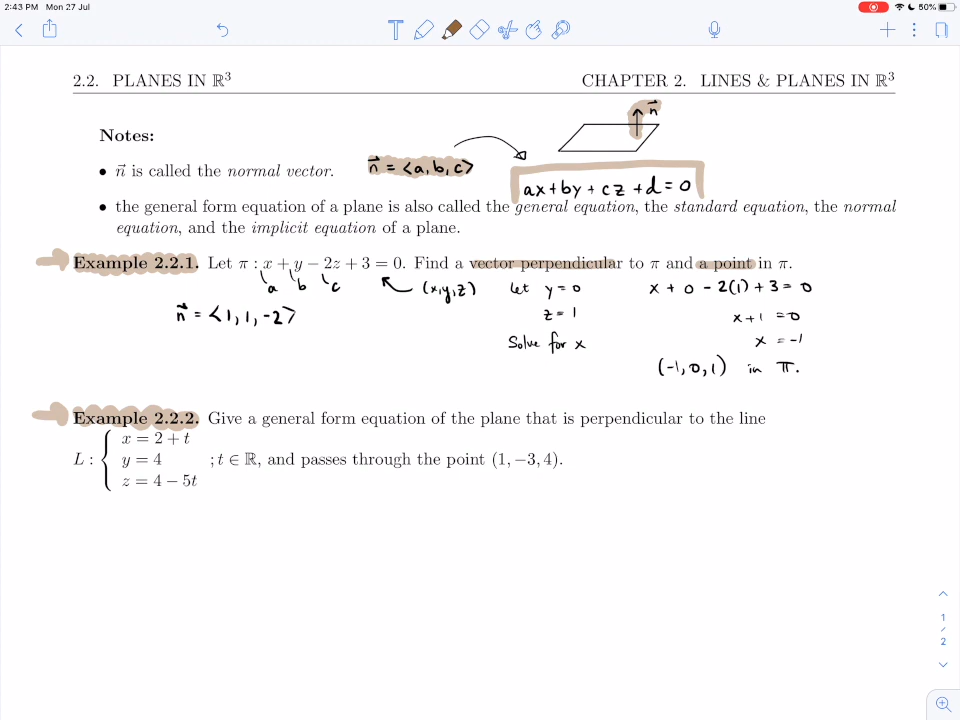 2:43 PM Mon 27 Jul
50%
2.2. PLANES IN ℝ³ CHAPTER 2. LINES & PLANES IN ℝ³
n⃗
Notes:
• n⃗ is called the normal vector. n⃗ = <a, b, c>
ax + by + cz + d = 0
• the general form equation of a plane is also called the general equation, the standard equation, the normal
equation, and the implicit equation of a plane.
Example 2.2.1. Let π : x + y − 2z + 3 = 0. Find a vector perpendicular to π and a point in π.
a b c (x,y,z) let y = 0 x + 0 - 2(1) + 3 = 0
n⃗ = <1, 1, -2> z = 1 x + 1 = 0
Solve for x x = -1
(-1, 0, 1) in π.
Example 2.2.2. Give a general form equation of the plane that is perpendicular to the line
x = 2 + t
L : { y = 4 ; t ∈ ℝ, and passes through the point (1, −3, 4).
z = 4 − 5t
1
/
2